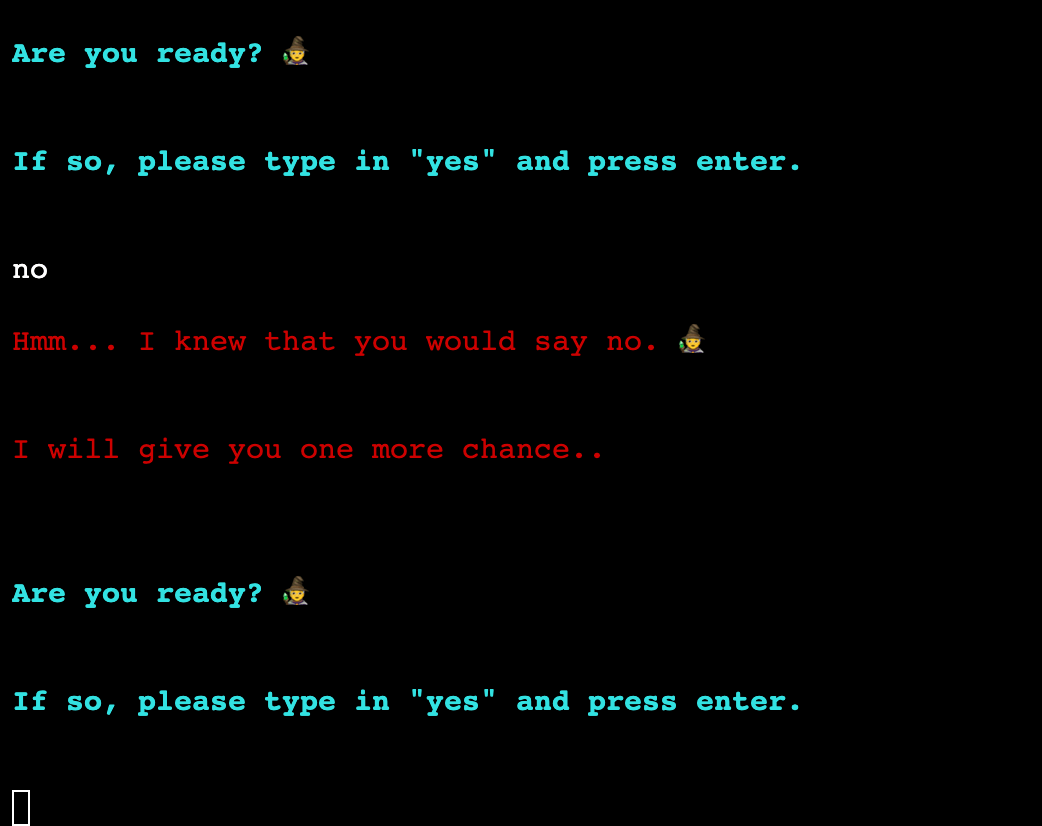 Are you ready? 🧙‍♀️
If so, please type in "yes" and press enter.
no
Hmm... I knew that you would say no. 🧙‍♀️
I will give you one more chance..
Are you ready? 🧙‍♀️
If so, please type in "yes" and press enter.